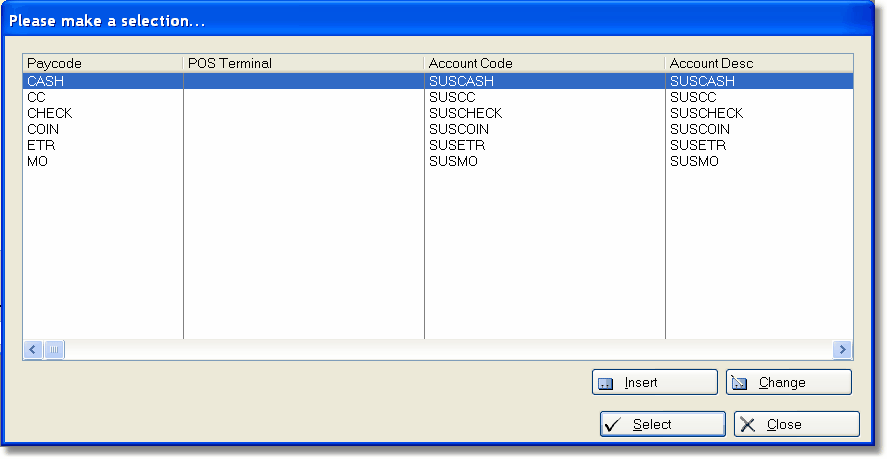 Please make a selection...
Paycode POS Terminal Account Code Account Desc
CASH SUSCASH SUSCASH
CC SUSCC SUSCC
CHECK SUSCHECK SUSCHECK
COIN SUSCOIN SUSCOIN
ETR SUSETR SUSETR
MO SUSMO SUSMO
Insert Change
Select Close